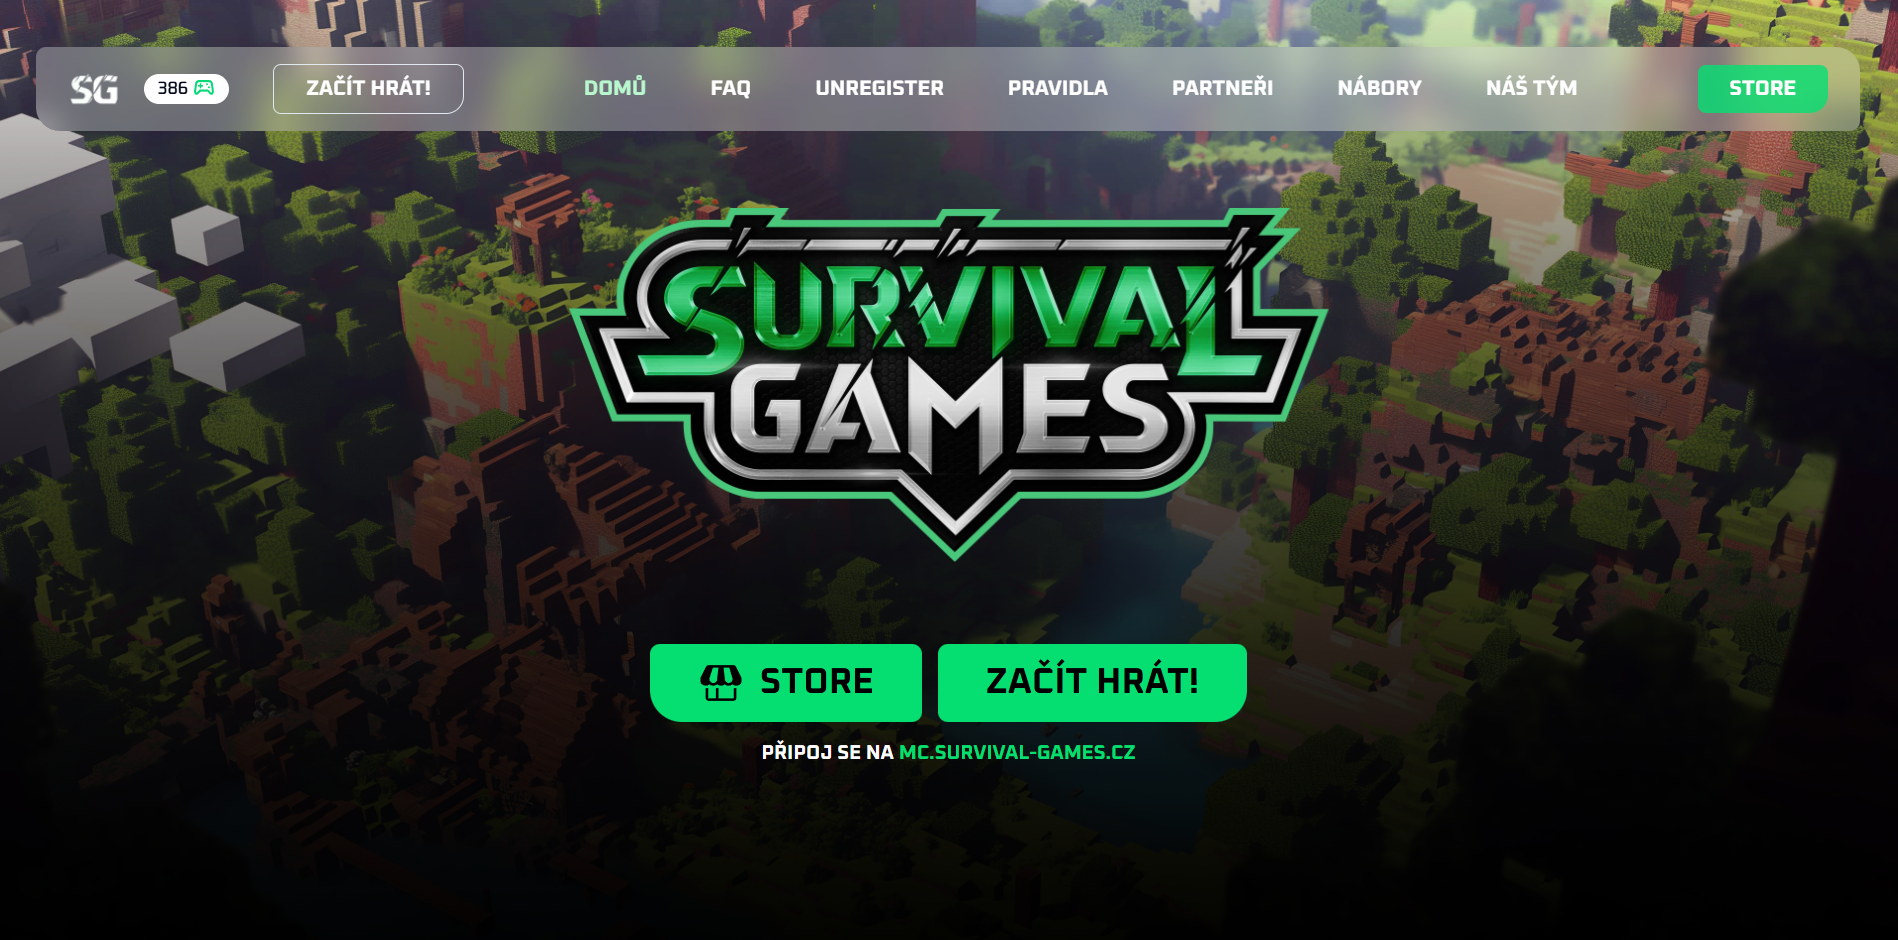 SG
386
ZAČÍT HRÁT!
DOMŮ
FAQ
UNREGISTER
PRAVIDLA
PARTNEŘI
NÁBORY
NÁŠ TÝM
STORE
SURVIVAL
GAMES
STORE
ZAČÍT HRÁT!
PŘIPOJ SE NA MC.SURVIVAL-GAMES.CZ